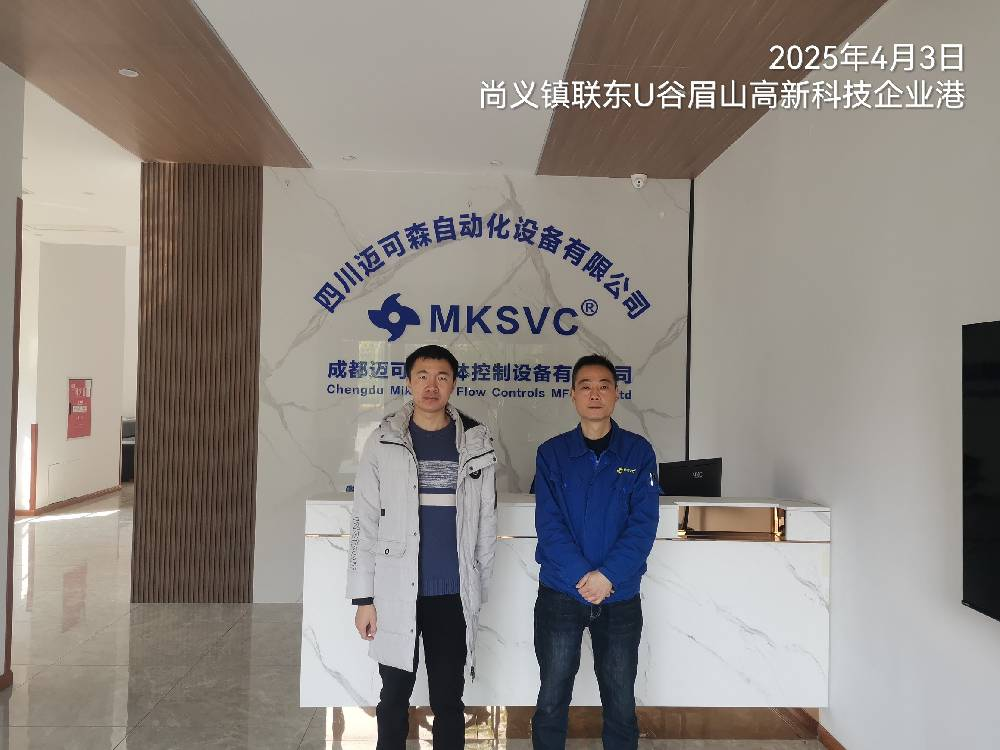 2025年4月3日
尚义镇联东U谷眉山高新科技企业港
四川迈可森自动化设备有限公司
MKSVC®
成都迈可 体控制设备有 公司
Chengdu Flow Controls